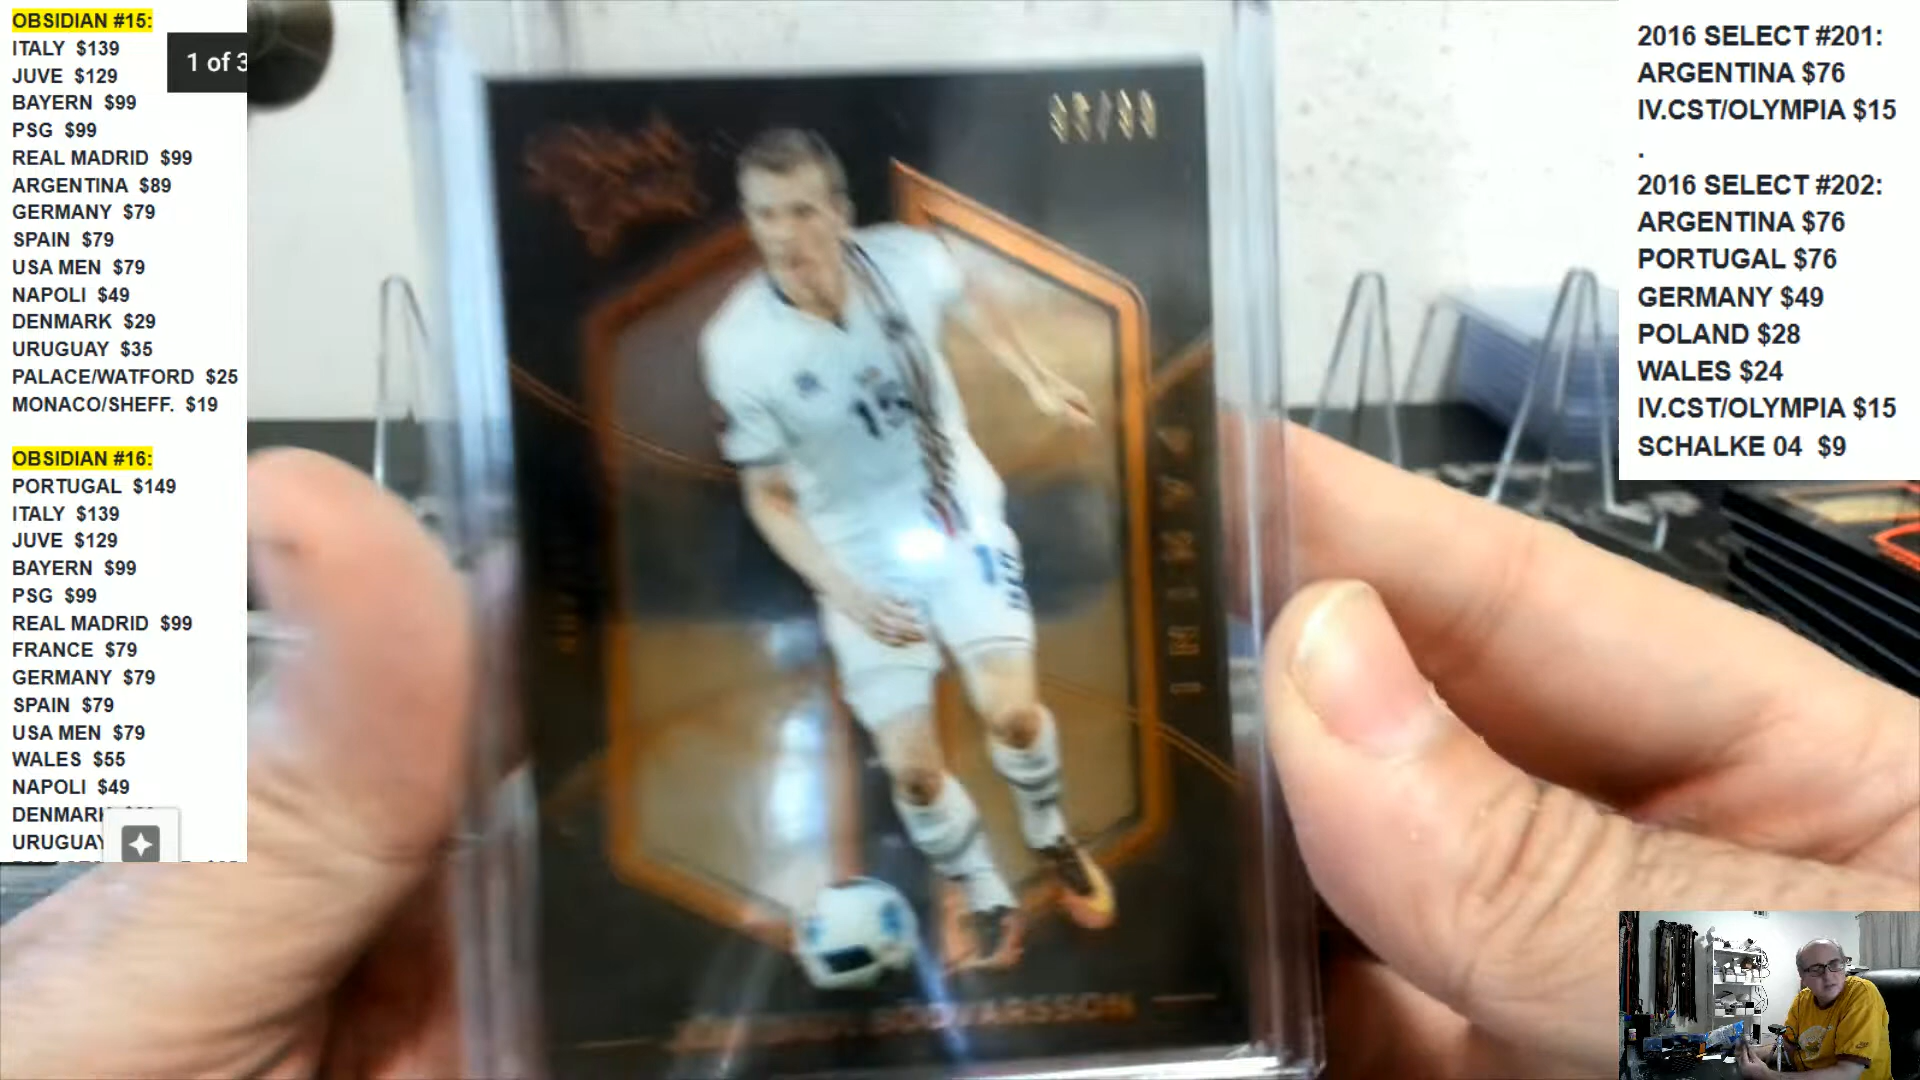 OBSIDIAN #15:
ITALY $139
JUVE $129
BAYERN $99
PSG $99
REAL MADRID $99
ARGENTINA $89
GERMANY $79
SPAIN $79
USA MEN $79
NAPOLI $49
DENMARK $29
URUGUAY $35
PALACE/WATFORD $25
MONACO/SHEFF. $19
OBSIDIAN #16:
PORTUGAL $149
ITALY $139
JUVE $129
BAYERN $99
PSG $99
REAL MADRID $99
FRANCE $79
GERMANY $79
SPAIN $79
USA MEN $79
WALES $55
NAPOLI $49
DENMARK
URUGUAY
1 of 3
19
19
2016 SELECT #201:
ARGENTINA $76
IV.CST/OLYMPIA $15
.
2016 SELECT #202:
ARGENTINA $76
PORTUGAL $76
GERMANY $49
POLAND $28
WALES $24
IV.CST/OLYMPIA $15
SCHALKE 04 $9